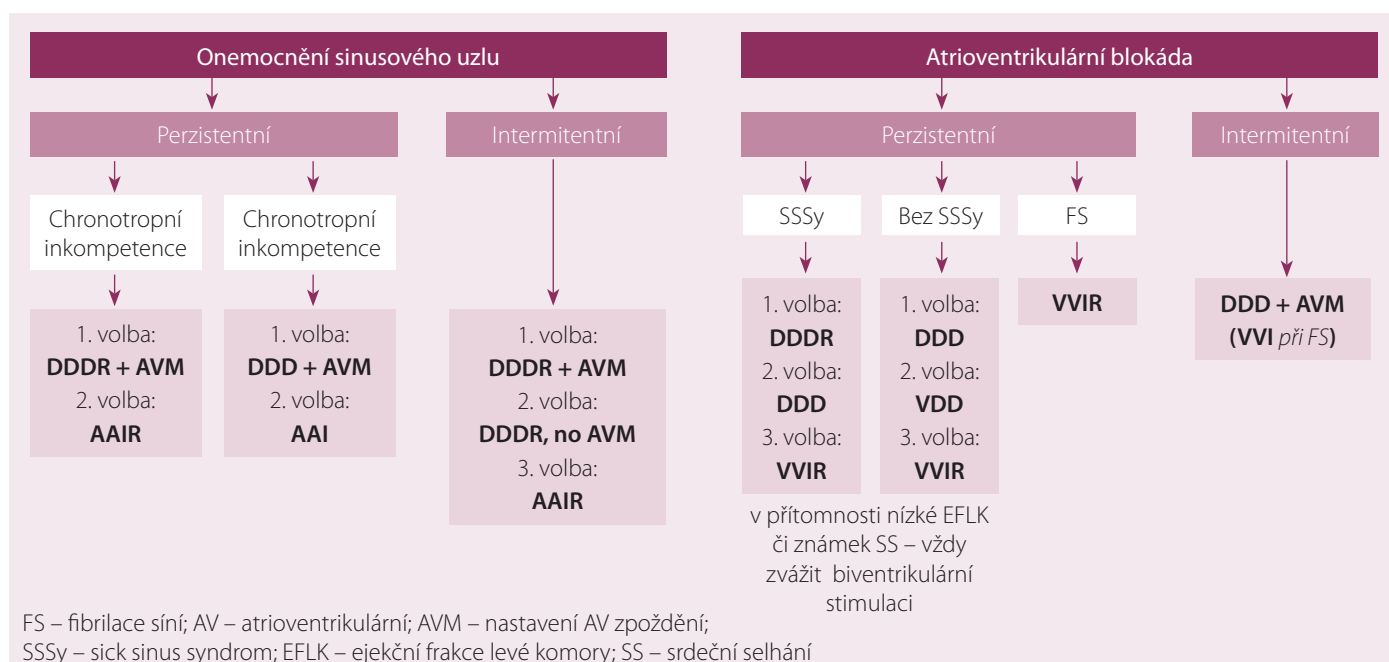 Onemocnění sinusového uzlu
Perzistentní
Intermitentní
Chronotropní
inkompetence
Chronotropní
inkompetence
1. volba:
DDDR + AVM
2. volba:
AAIR
1. volba:
DDD + AVM
2. volba:
AAI
1. volba:
DDDR + AVM
2. volba:
DDDR, no AVM
3. volba:
AAIR
Atrioventrikulární blokáda
Perzistentní
Intermitentní
SSSy
Bez SSSy
FS
1. volba:
DDDR
2. volba:
DDD
3. volba:
VVIR
1. volba:
DDD
2. volba:
VDD
3. volba:
VVIR
VVIR
DDD + AVM
(VVI při FS)
v přítomnosti nízké EFLK
či známek SS – vždy
zvážit biventrikulární
stimulaci
FS – fibrilace síní; AV – atrioventrikulární; AVM – nastavení AV zpoždění;
SSSy – sick sinus syndrom; EFLK – ejekční frakce levé komory; SS – srdeční selhání